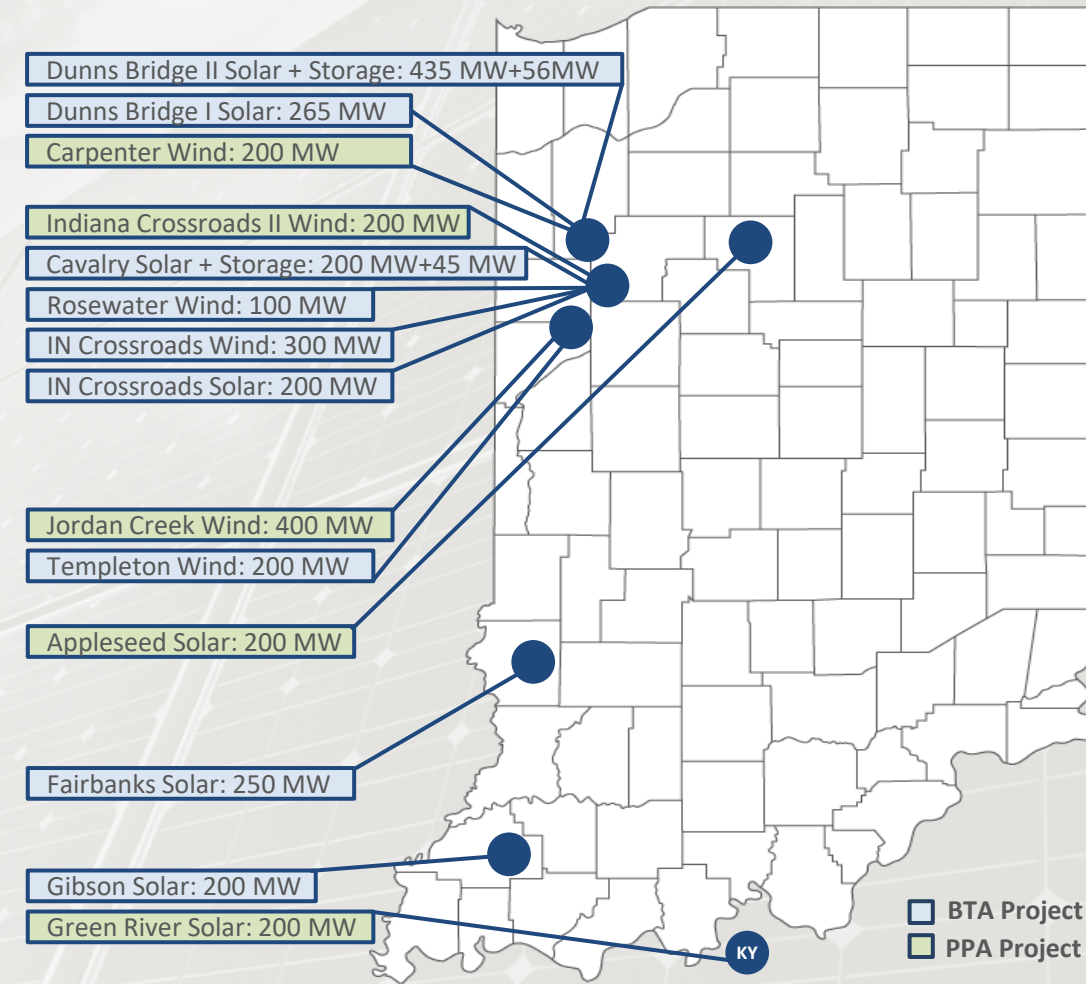 Dunns Bridge II Solar + Storage: 435 MW+56MW
Dunns Bridge I Solar: 265 MW
Carpenter Wind: 200 MW
Indiana Crossroads II Wind: 200 MW
Cavalry Solar + Storage: 200 MW+45 MW
Rosewater Wind: 100 MW
IN Crossroads Wind: 300 MW
IN Crossroads Solar: 200 MW
Jordan Creek Wind: 400 MW
Templeton Wind: 200 MW
Appleseed Solar: 200 MW
Fairbanks Solar: 250 MW
Gibson Solar: 200 MW
Green River Solar: 200 MW
KY
BTA Project
PPA Project